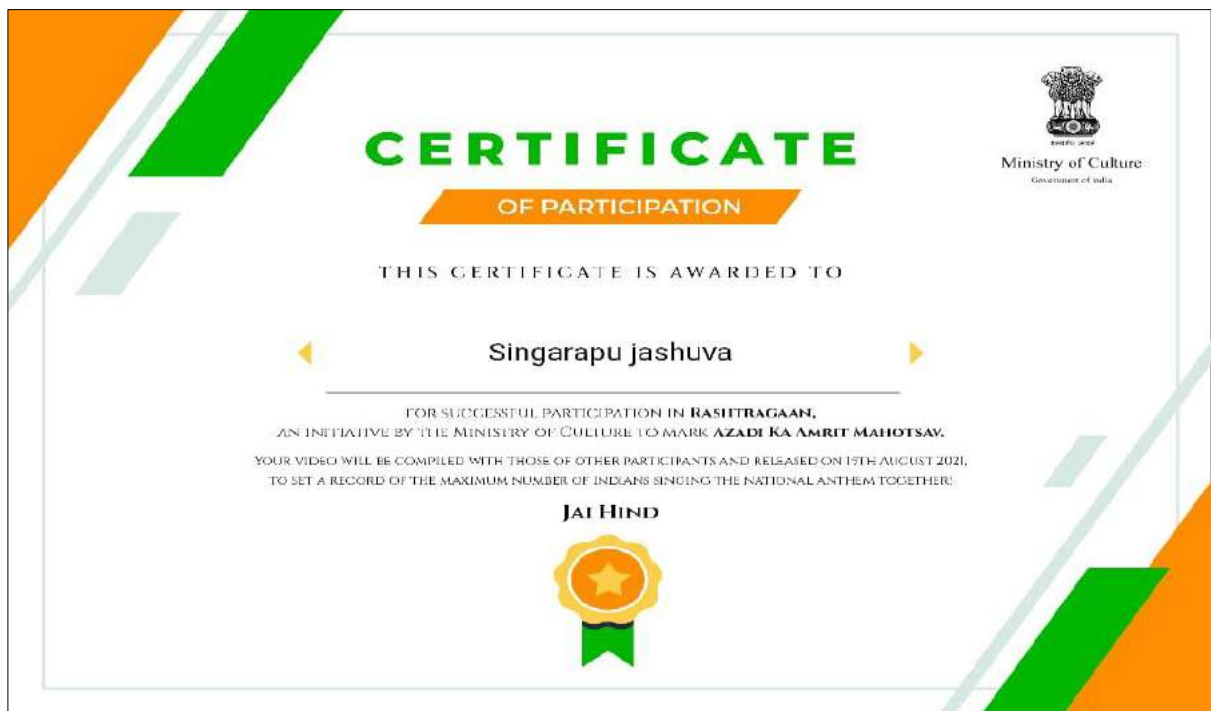 CERTIFICATE
OF PARTICIPATION
Ministry of Culture
Government of India
THIS CERTIFICATE IS AWARDED TO
Singarapu jashuva
FOR SUCCESSFUL PARTICIPATION IN RASHTRAGAAN,
AN INITIATIVE BY THE MINISTRY OF CULTURE TO MARK AZADI KA AMRIT MAHOTSAV.
YOUR VIDEO WILL BE COMPILED WITH THOSE OF OTHER PARTICIPANTS AND RELEASED ON 15TH AUGUST 2021,
TO SET A RECORD OF THE MAXIMUM NUMBER OF INDIANS SINGING THE NATIONAL ANTHEM TOGETHER!
JAI HIND